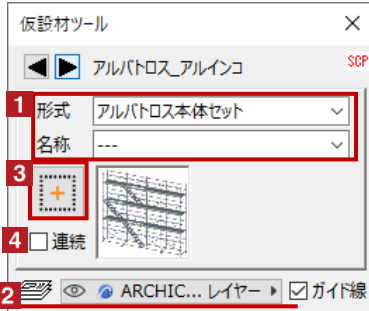 仮設材ツール
アルバトロス_アルインコ
SCP
1
形式 アルバトロス本体セット
名称 ---
3
4 連続
2 ARCHIC... レイヤー ガイド線